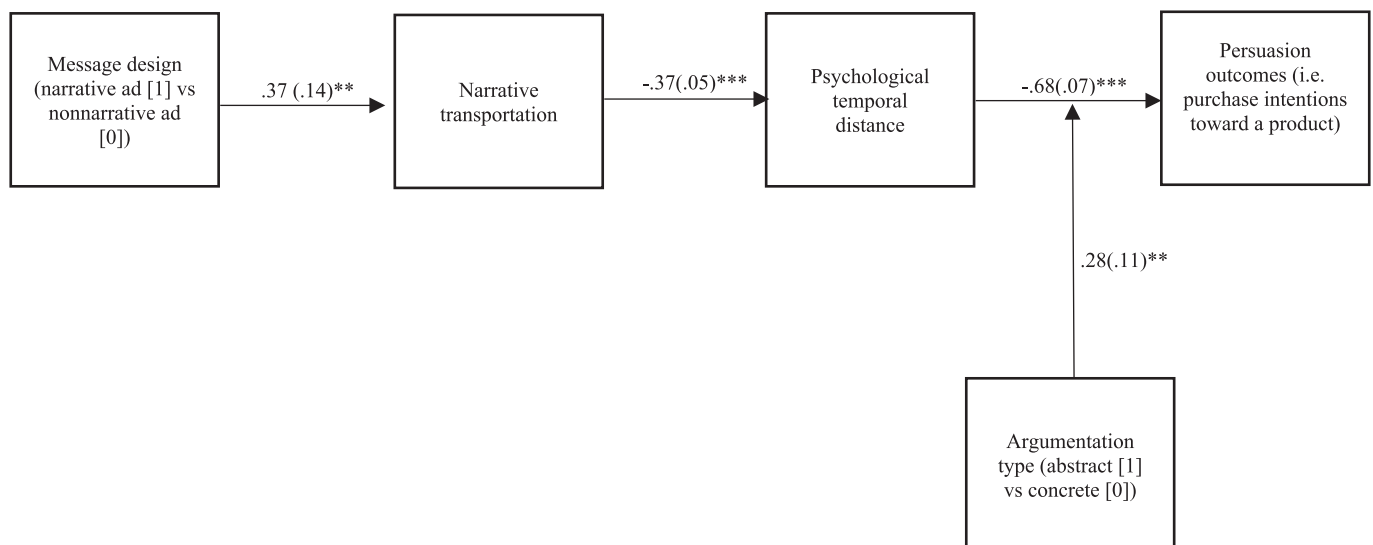 Message design
(narrative ad [1] vs
nonnarrative ad
[0])
.37 (.14)**
Narrative
transportation
-.37(.05)***
Psychological
temporal
distance
-.68(.07)***
Persuasion
outcomes (i.e.
purchase intentions
toward a product)
.28(.11)**
Argumentation
type (abstract [1]
vs concrete [0])